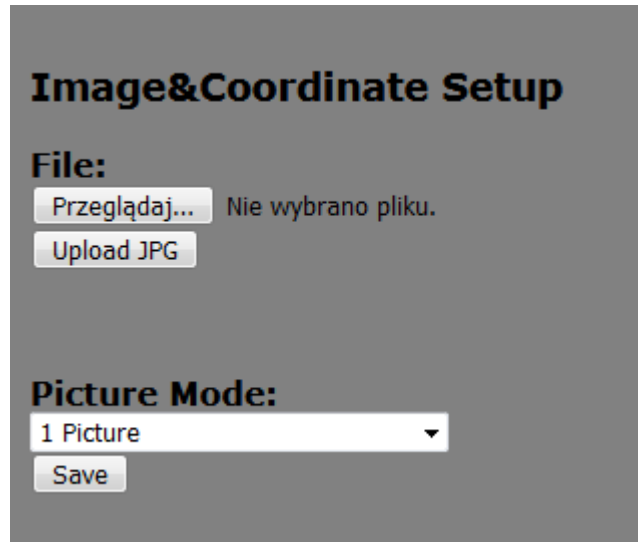 Image&Coordinate Setup
File:
Przeglądaj... Nie wybrano pliku.
Upload JPG
Picture Mode:
1 Picture
Save